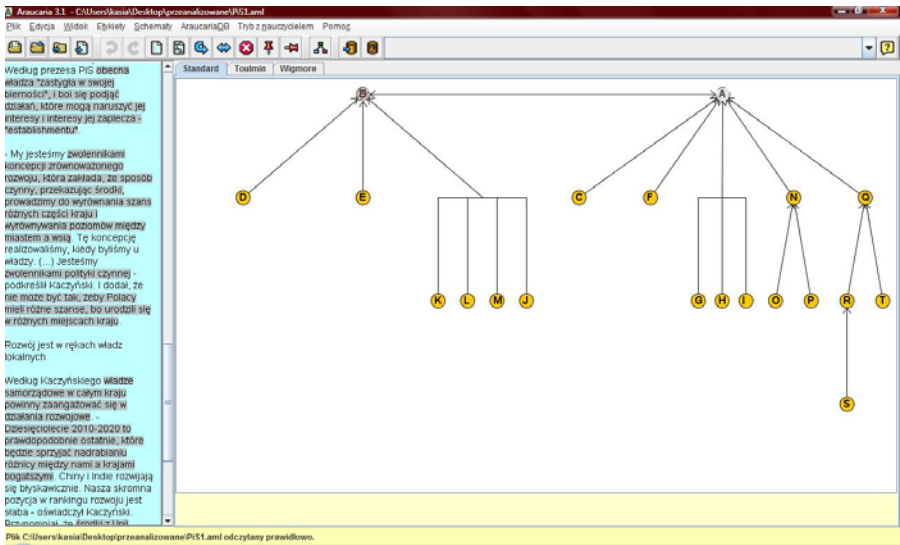 Araucaria 3.1 - C:\Users\kasia\Desktop\przeanalizowane\PiS1.aml
Plik Edycja Widok Etykiety Schematy AraucariaDB Tryb z nauczycielem Pomoc
Według prezesa PiS obecna
władza "zastygła w swojej
bierności", i boi się podjąć
działań, które mogą naruszyć jej
interesy i interesy jej zaplecza -
"establishmentu".
- My jesteśmy zwolennikami
koncepcji zrównoważonego
rozwoju, która zakłada, że sposób
czynny, przekazując środki,
prowadzimy do wyrównania szans
różnych części kraju i
wyrównywania poziomów między
miastem a wsią. Tę koncepcję
realizowaliśmy, kiedy byliśmy u
władzy. (...) Jesteśmy
zwolennikami polityki czynnej -
podkreślił Kaczyński. I dodał, że
nie może być tak, żeby Polacy
mieli różne szanse, bo urodzili się
w różnych miejscach kraju.
Rozwój jest w rękach władz
lokalnych
Według Kaczyńskiego władze
samorządowe w całym kraju
powinny zaangażować się w
działania rozwojowe. -
Dziesięciolecie 2010-2020 to
prawdopodobnie ostatnie, które
będzie sprzyjać nadrabianiu
różnicy między nami a krajami
bogatszymi. Chiny i Indie rozwijają
się błyskawicznie. Nasza skromna
pozycja w rankingu rozwoju jest
słaba - oświadczył Kaczyński.
Przypomniał, że środki z Unii
Standard Toulmin Wigmore
B A
D E C F N Q
K L M J G H I O P R T
S
Plik C:\Users\kasia\Desktop\przeanalizowane\PiS1.aml odczytany prawidłowo.